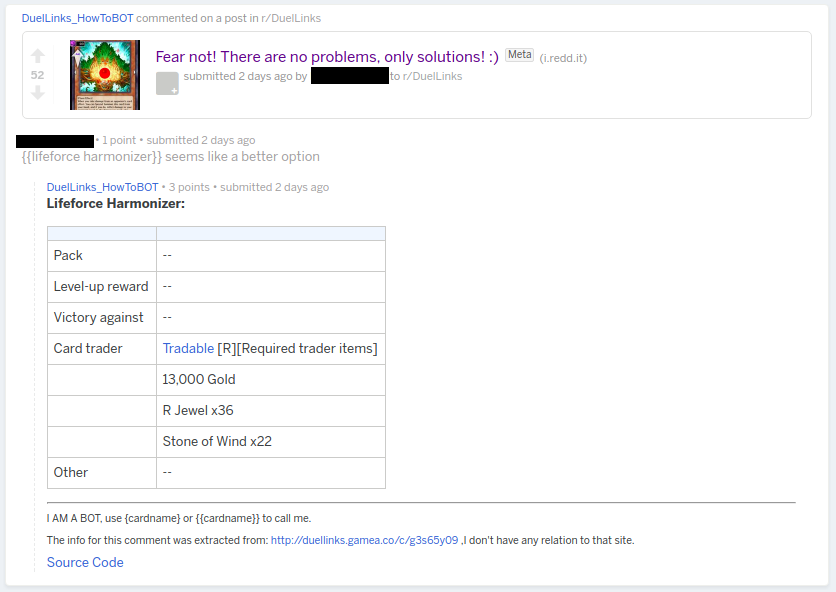 DuelLinks_HowToBOT commented on a post in r/DuelLinks
52
Fear not! There are no problems, only solutions! :) Meta (i.redd.it)
submitted 2 days ago by to r/DuelLinks
• 1 point • submitted 2 days ago
{{lifeforce harmonizer}} seems like a better option
DuelLinks_HowToBOT • 3 points • submitted 2 days ago
Lifeforce Harmonizer:
Pack --
Level-up reward --
Victory against --
Card trader Tradable [R][Required trader items]
13,000 Gold
R Jewel x36
Stone of Wind x22
Other --
I AM A BOT, use {cardname} or {{cardname}} to call me.
The info for this comment was extracted from: http://duellinks.gamea.co/c/g3s65y09 ,I don't have any relation to that site.
Source Code